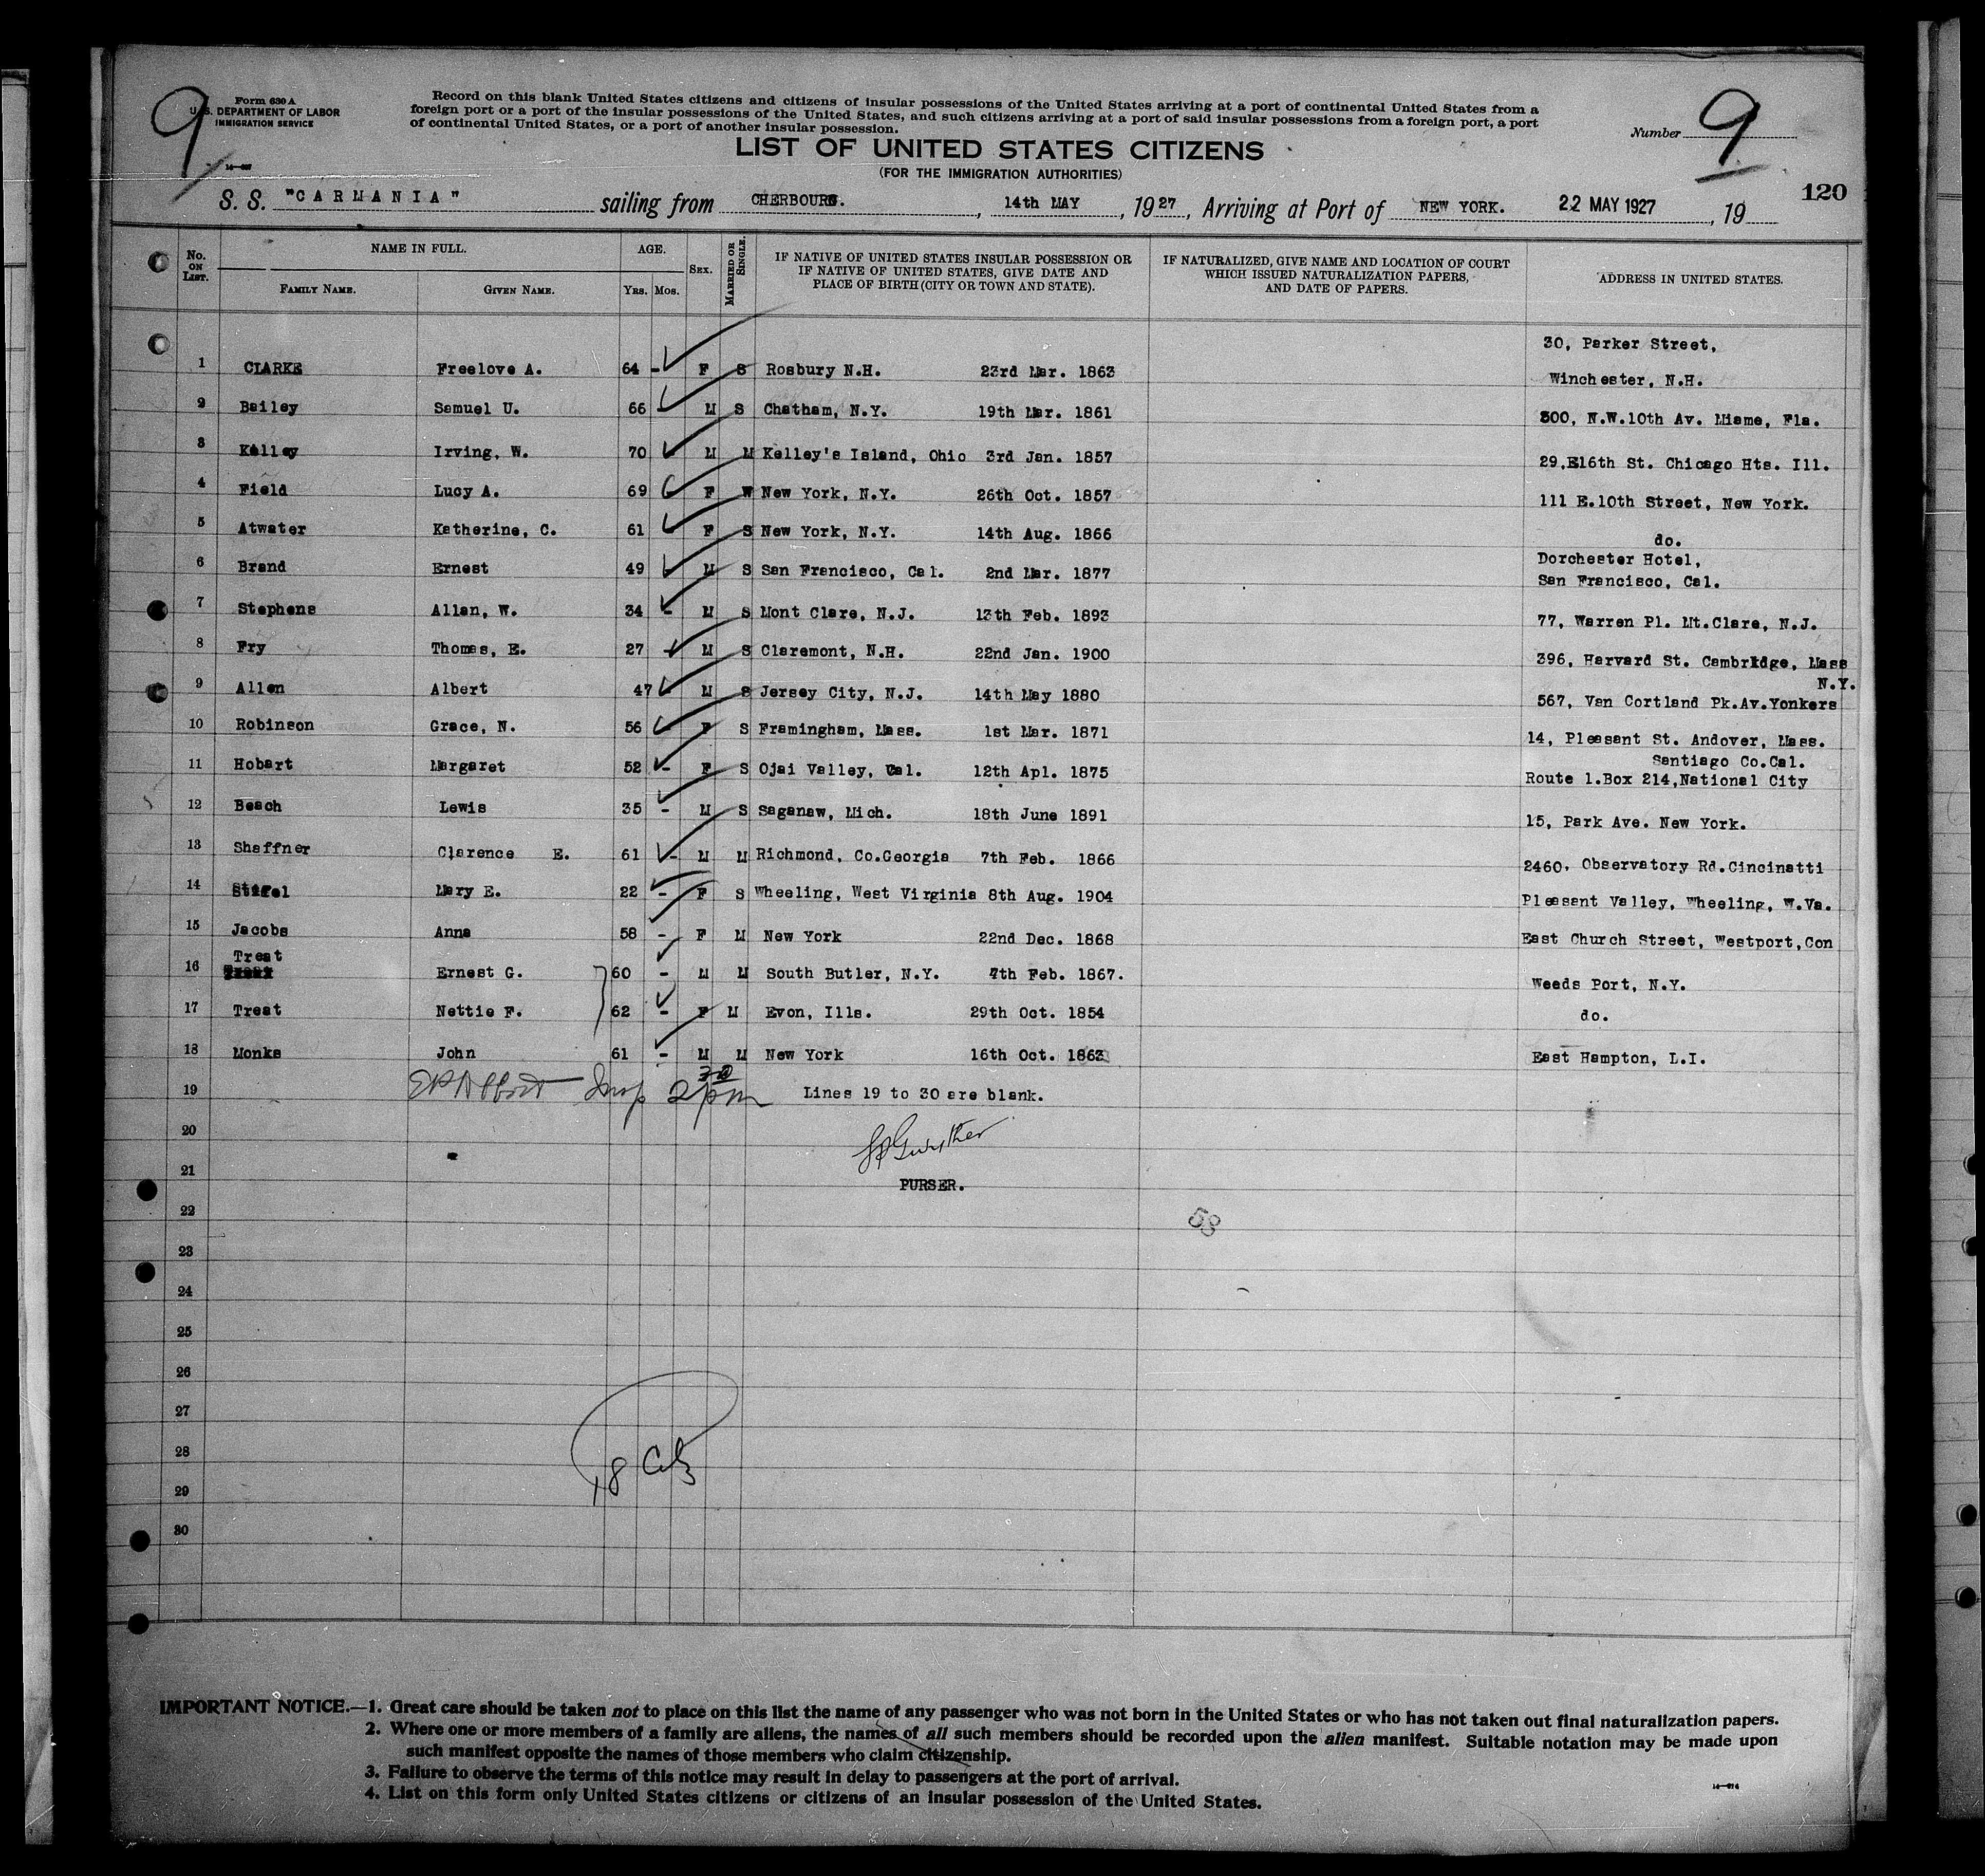 9
Form 630 A
U.S. DEPARTMENT OF LABOR
IMMIGRATION SERVICE
Record on this blank United States citizens and citizens of insular possessions of the United States arriving at a port of continental United States from a
foreign port or a port of the insular possessions of the United States, and such citizens arriving at a port of said insular possessions from a foreign port, a port
of continental United States, or a port of another insular possession.
Number 9
LIST OF UNITED STATES CITIZENS
(FOR THE IMMIGRATION AUTHORITIES)
120
S. S. "CARMANIA" sailing from CHERBOURG. , 14th MAY , 1927, Arriving at Port of NEW YORK. 22 MAY 1927 , 19
No. ON LIST. NAME IN FULL. AGE. SEX. MARRIED OR SINGLE. IF NATIVE OF UNITED STATES INSULAR POSSESSION OR IF NATIVE OF UNITED STATES, GIVE DATE AND PLACE OF BIRTH (CITY OR TOWN AND STATE). IF NATURALIZED, GIVE NAME AND LOCATION OF COURT WHICH ISSUED NATURALIZATION PAPERS, AND DATE OF PAPERS. ADDRESS IN UNITED STATES.
FAMILY NAME. GIVEN NAME. YRS. MOS.
30, Parker Street,
1 CLARKE Freelove A. 64 - F S Rosbury N.H. 23rd Mar. 1863 Winchester, N.H.
2 Bailey Samuel U. 66 M S Chatham, N.Y. 19th Mar. 1861 500, N.W.10th Av. Miame, Fla.
3 Kelley Irving, W. 70 M M Kelley's Island, Ohio 3rd Jan. 1857 29,E16th St. Chicago Hts. Ill.
4 Field Lucy A. 69 F W New York, N.Y. 26th Oct. 1857 111 E.10th Street, New York.
5 Atwater Katherine, C. 61 F S New York, N.Y. 14th Aug. 1866 do.
6 Brand Ernest 49 M S San Francisco, Cal. 2nd Mar. 1877 Dorchester Hotel,
San Francisco, Cal.
7 Stephens Allan, W. 34 - M S Mont Clare, N.J. 13th Feb. 1893 77, Warren Pl. Mt.Clare, N.J.
8 Fry Thomas, E. 27 - M S Claremont, N.H. 22nd Jan. 1900 396, Harvard St. Cambridge, Mass
N.Y.
9 Allen Albert 47 M S Jersey City, N.J. 14th May 1880 567, Van Cortland Pk.Av.Yonkers
10 Robinson Grace, N. 56 F S Framingham, Mass. 1st Mar. 1871 14, Pleasant St. Andover, Mass.
Santiago Co.Cal.
11 Hobart Margaret 52 - F S Ojai Valley, Cal. 12th Apl. 1875 Route 1.Box 214,National City
12 Beach Lewis 35 - M S Saganaw, Mich. 18th June 1891 15, Park Ave. New York.
13 Shaffner Clarence E. 61 - M M Richmond, Co.Georgia 7th Feb. 1866 2460, Observatory Rd.Cincinatti
14 Stifel Mary E. 22 - F S Wheeling, West Virginia 8th Aug. 1904 Pleasant Valley, Wheeling, W.Va.
15 Jacobs Anna 58 - F M New York 22nd Dec. 1868 East Church Street, Westport,Con
Treat
16 Ernest G. 60 - M M South Butler, N.Y. 7th Feb. 1867. Weeds Port, N.Y.
17 Treat Nettie F. 62 - F M Evon, Ills. 29th Oct. 1854 do.
18 Monks John 61 - M M New York 16th Oct. 1863 East Hampton, L.I.
19 Insp 2 30 pm Lines 19 to 30 are blank.
20
21 PURSER.
22 58
23
24
25
26
27
28 18 Citz
29
30
IMPORTANT NOTICE.—1. Great care should be taken not to place on this list the name of any passenger who was not born in the United States or who has not taken out final naturalization papers.
2. Where one or more members of a family are aliens, the names of all such members should be recorded upon the alien manifest. Suitable notation may be made upon
such manifest opposite the names of those members who claim citizenship.
3. Failure to observe the terms of this notice may result in delay to passengers at the port of arrival.
4. List on this form only United States citizens or citizens of an insular possession of the United States.